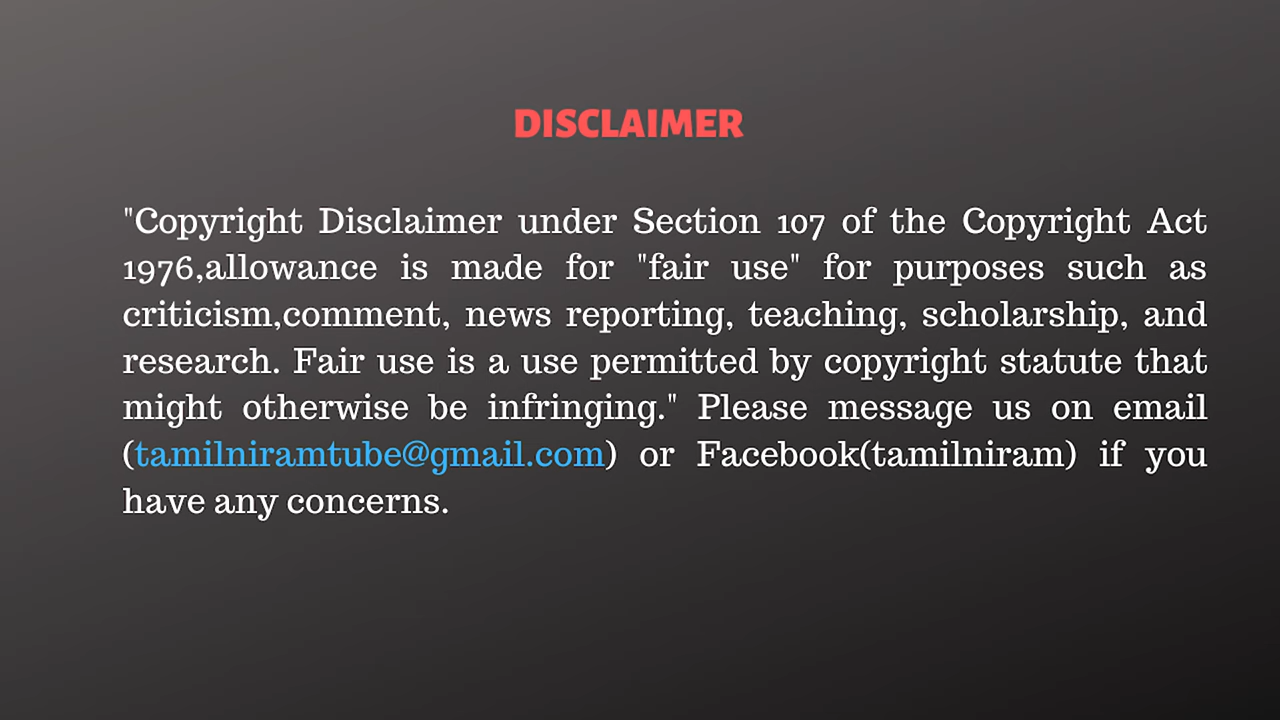 DISCLAIMER
"Copyright Disclaimer under Section 107 of the Copyright Act
1976,allowance is made for "fair use" for purposes such as
criticism,comment, news reporting, teaching, scholarship, and
research. Fair use is a use permitted by copyright statute that
might otherwise be infringing." Please message us on email
(tamilniramtube@gmail.com) or Facebook(tamilniram) if you
have any concerns.